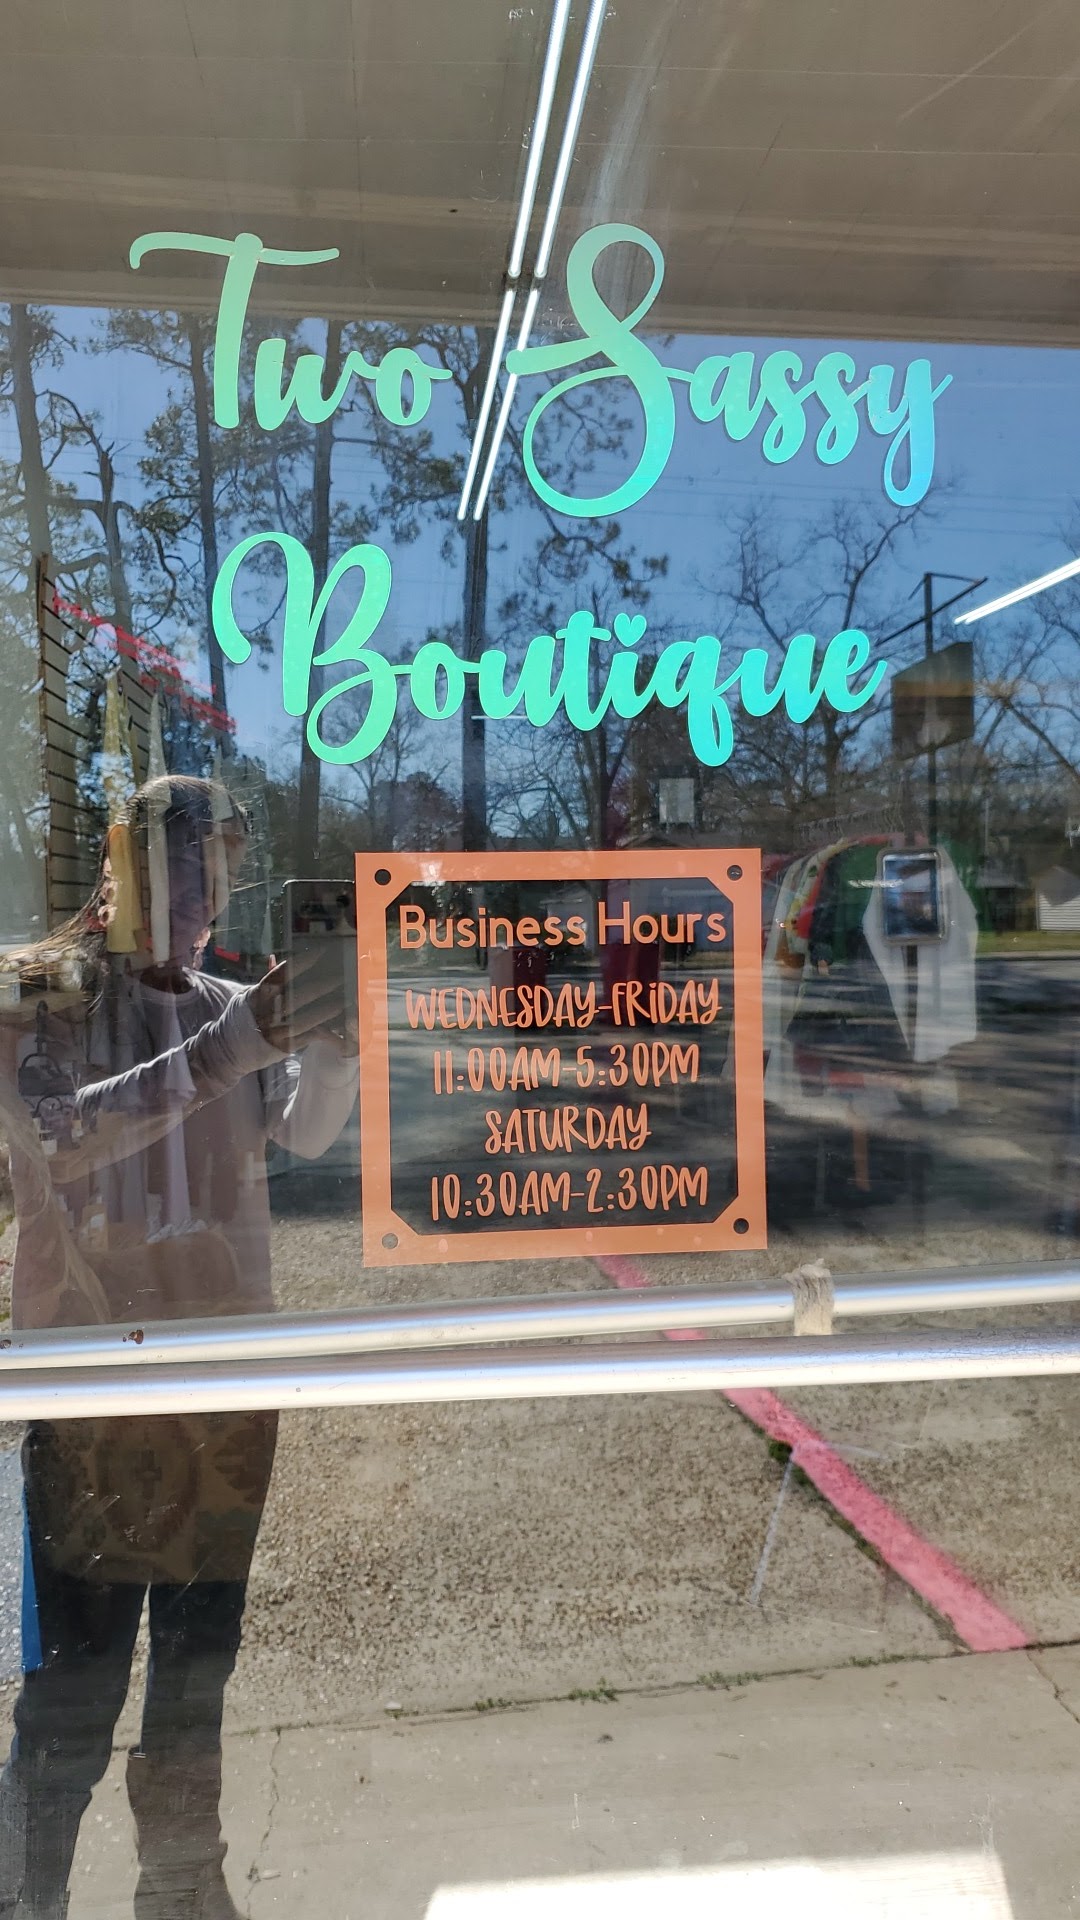 Two Sassy
Boutique
Business Hours
WEDNESDAY-FRIDAY
11:00AM-5:30PM
SATURDAY
10:30AM-2:30PM